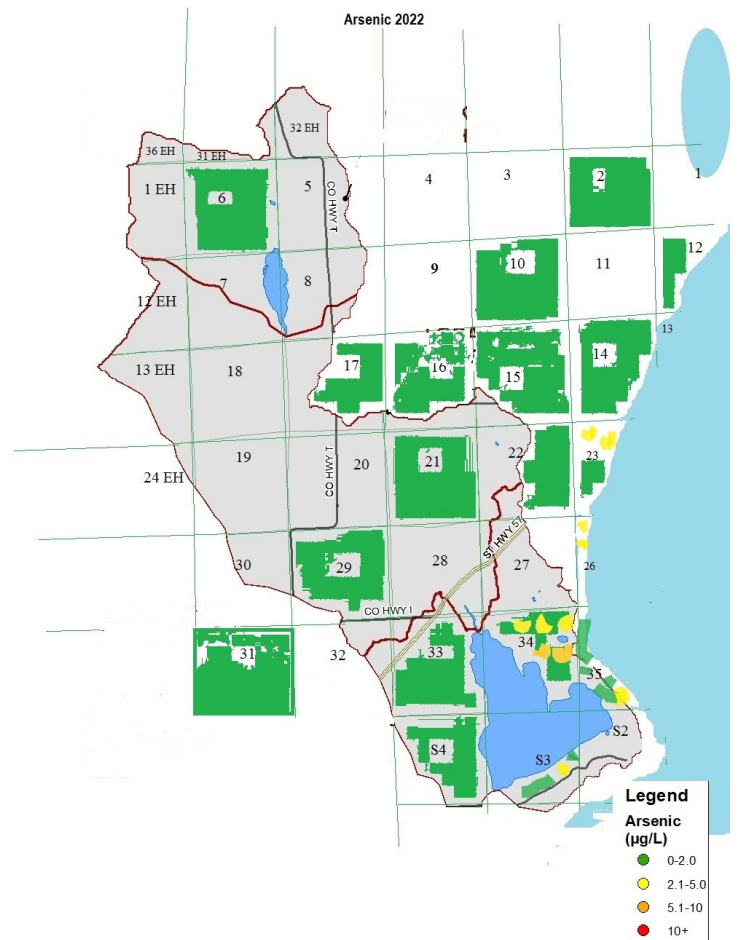 Arsenic 2022
32 EH
36 EH
31 EH
1 EH
6
5
4
3
2
1
CO HWY T
12 EH
7
8
9
10
11
12
13 EH
18
17
16
15
14
13
24 EH
19
CO HWY T
20
21
22
23
30
29
28
ST HWY 57
27
26
CO HWY I
31
32
33
34
35
S4
S3
S2
Legend
Arsenic
(µg/L)
0-2.0
2.1-5.0
5.1-10
10+